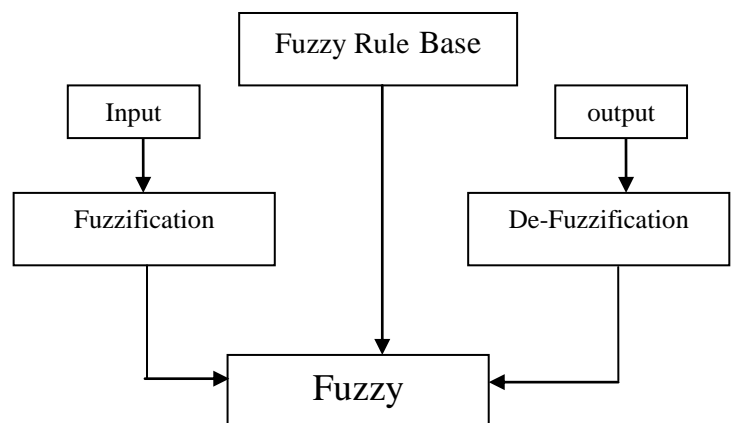 Fuzzy Rule Base
Input
output
Fuzzification
De-Fuzzification
Fuzzy